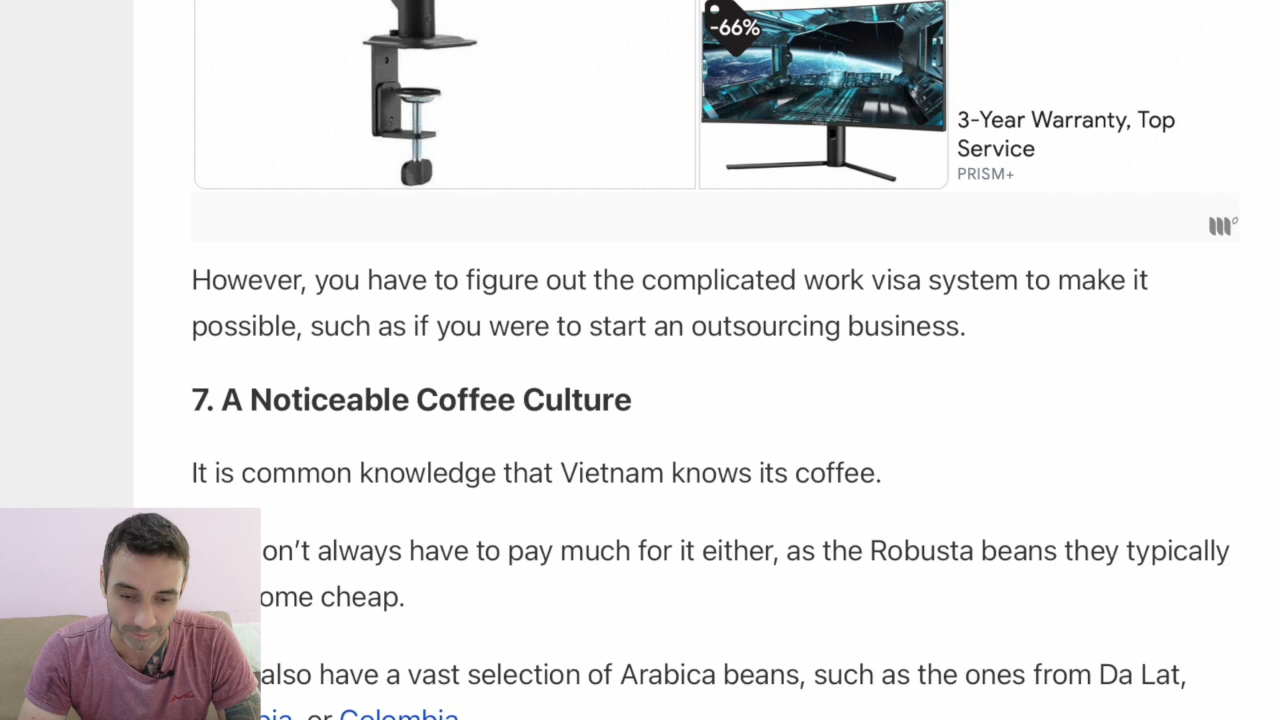 -66%
3-Year Warranty, Top
Service
PRISM+
However, you have to figure out the complicated work visa system to make it
possible, such as if you were to start an outsourcing business.
7. A Noticeable Coffee Culture
It is common knowledge that Vietnam knows its coffee.
on’t always have to pay much for it either, as the Robusta beans they typically
ome cheap.
also have a vast selection of Arabica beans, such as the ones from Da Lat,
or Colombia